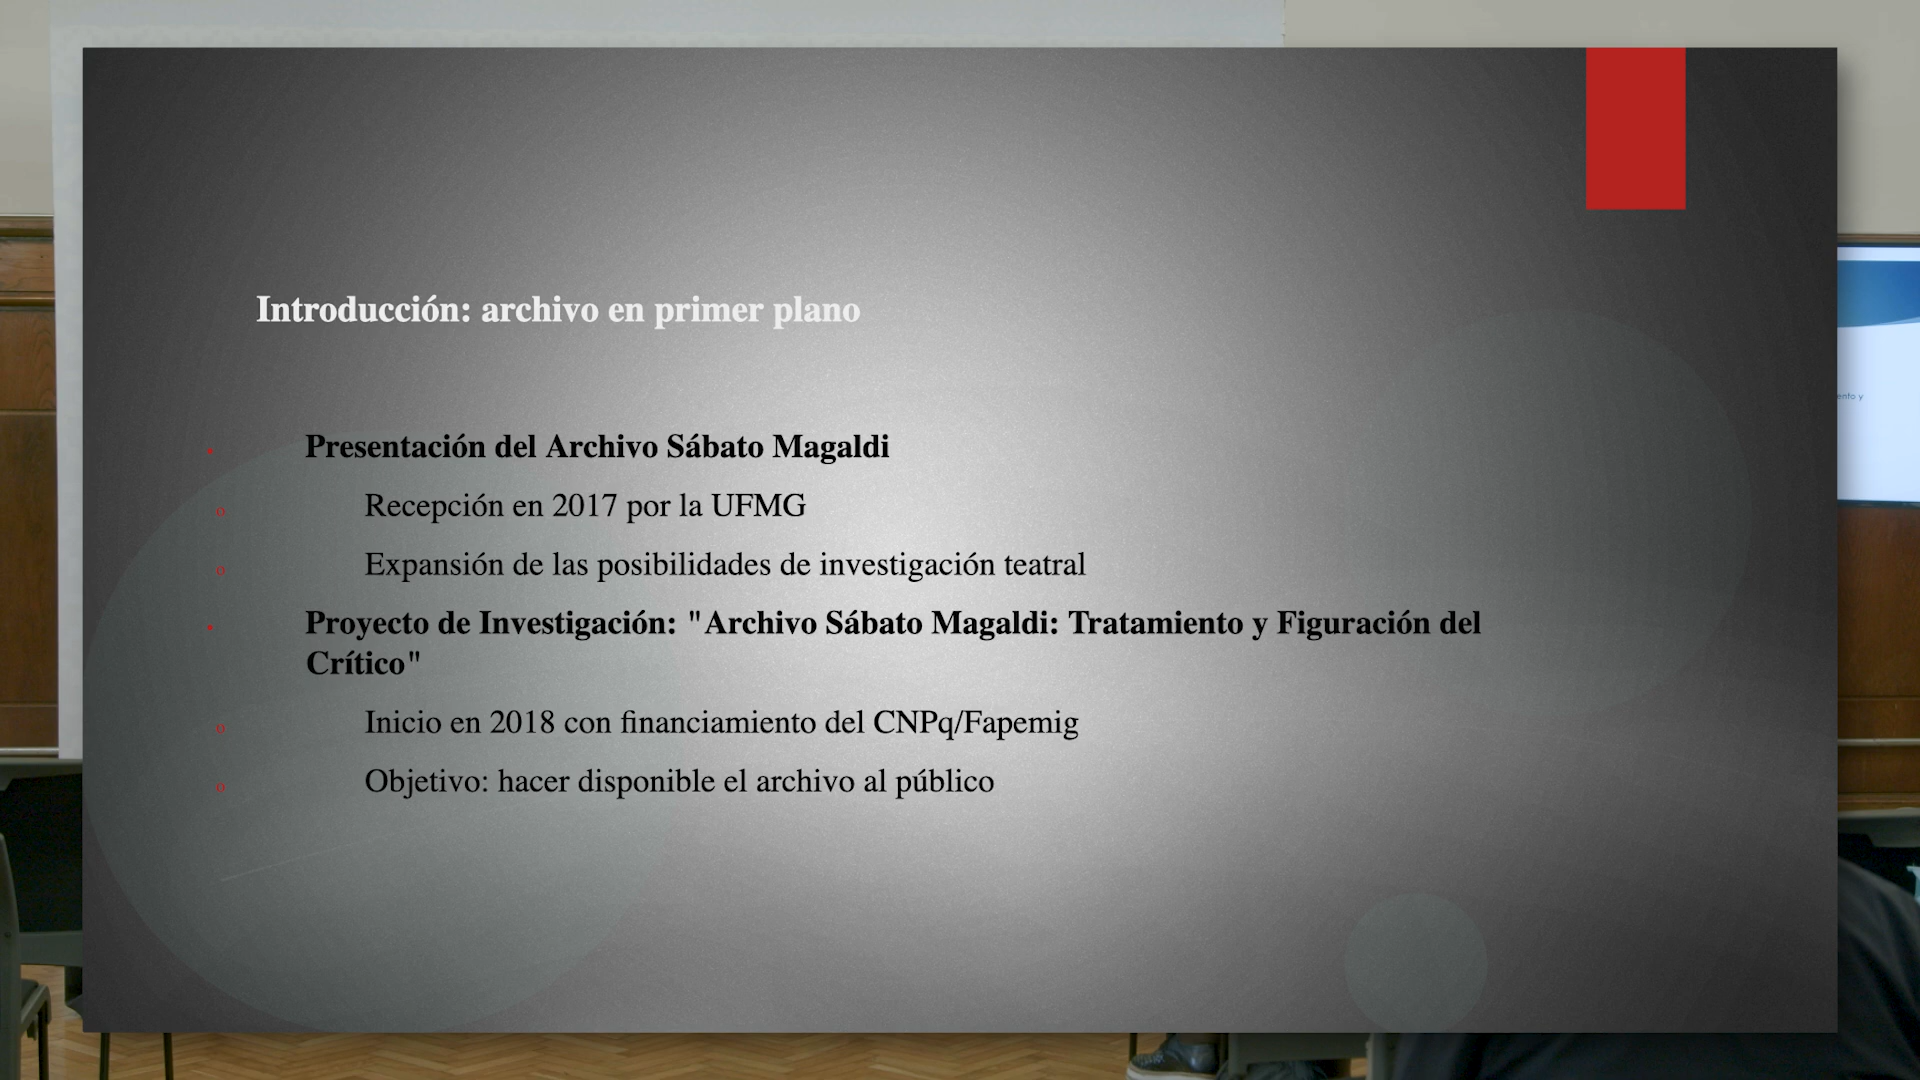 Introducción: archivo en primer plano
• Presentación del Archivo Sábato Magaldi
o Recepción en 2017 por la UFMG
o Expansión de las posibilidades de investigación teatral
• Proyecto de Investigación: "Archivo Sábato Magaldi: Tratamiento y Figuración del
Crítico"
o Inicio en 2018 con financiamiento del CNPq/Fapemig
o Objetivo: hacer disponible el archivo al público